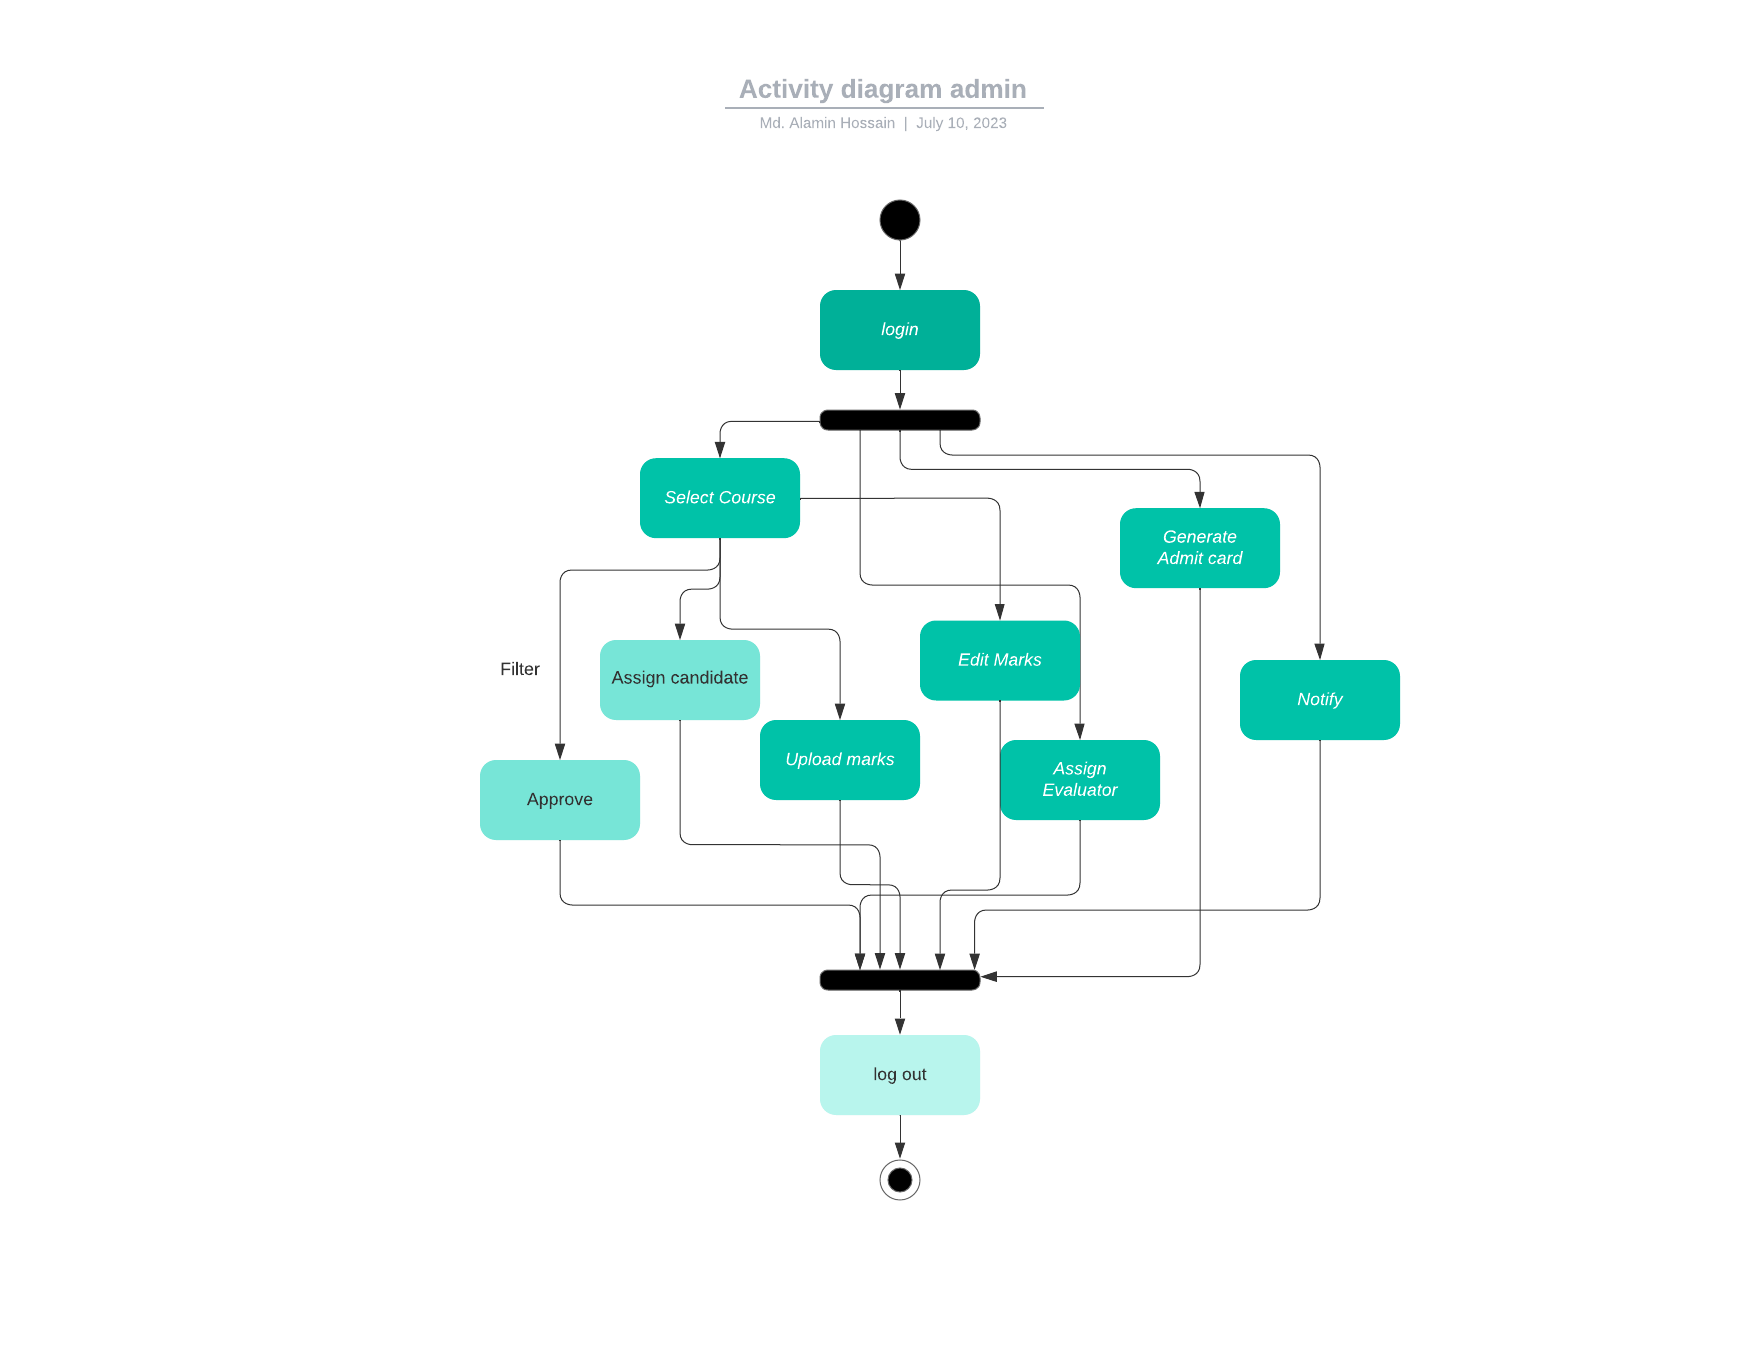 Activity diagram admin
Md. Alamin Hossain | July 10, 2023
login
Select Course
Generate
Admit card
Filter
Assign candidate
Edit Marks
Notify
Upload marks
Assign
Evaluator
Approve
log out